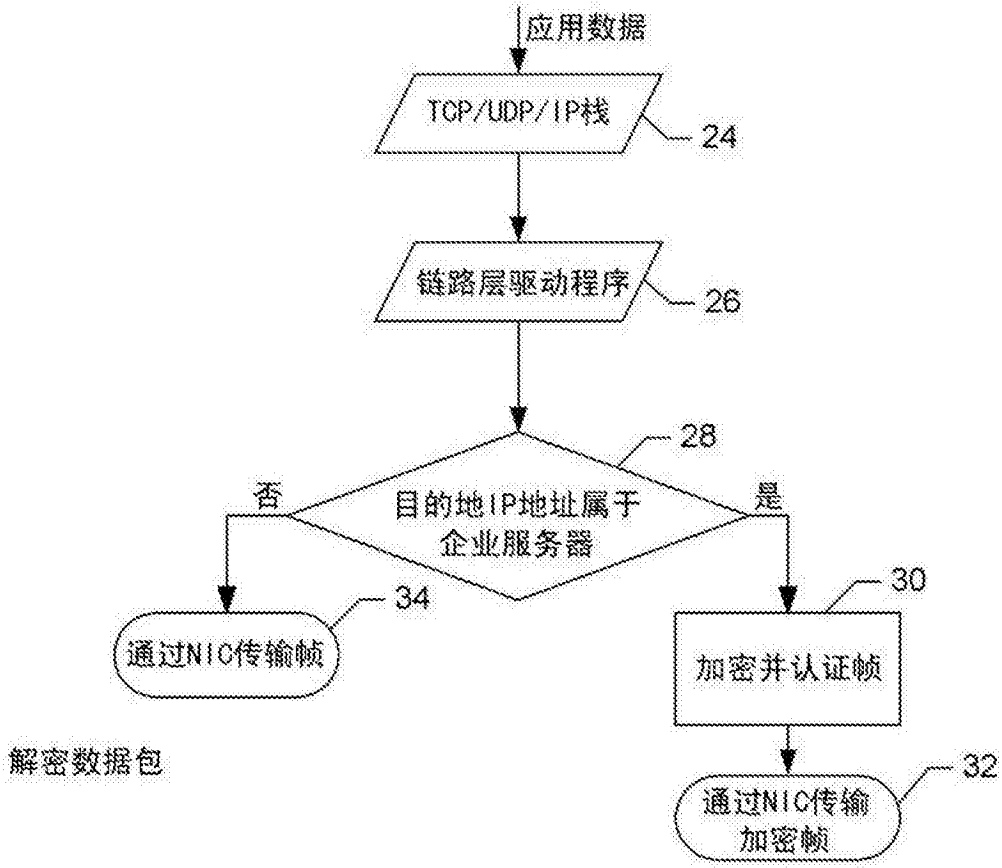 应用数据
TCP/UDP/IP栈
24
链路层驱动程序
26
28
目的地IP地址属于
企业服务器
否
是
34
通过NIC传输帧
30
加密并认证帧
解密数据包
32
通过NIC传输
加密帧